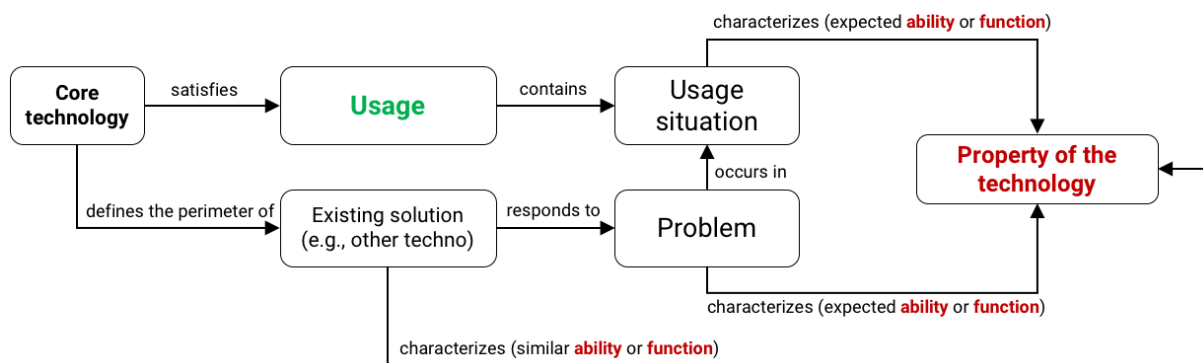 characterizes (expected ability or function)
Core
technology
satisfies
Usage
contains
Usage
situation
Property of the
technology
occurs in
defines the perimeter of
Existing solution
(e.g., other techno)
responds to
Problem
characterizes (expected ability or function)
characterizes (similar ability or function)